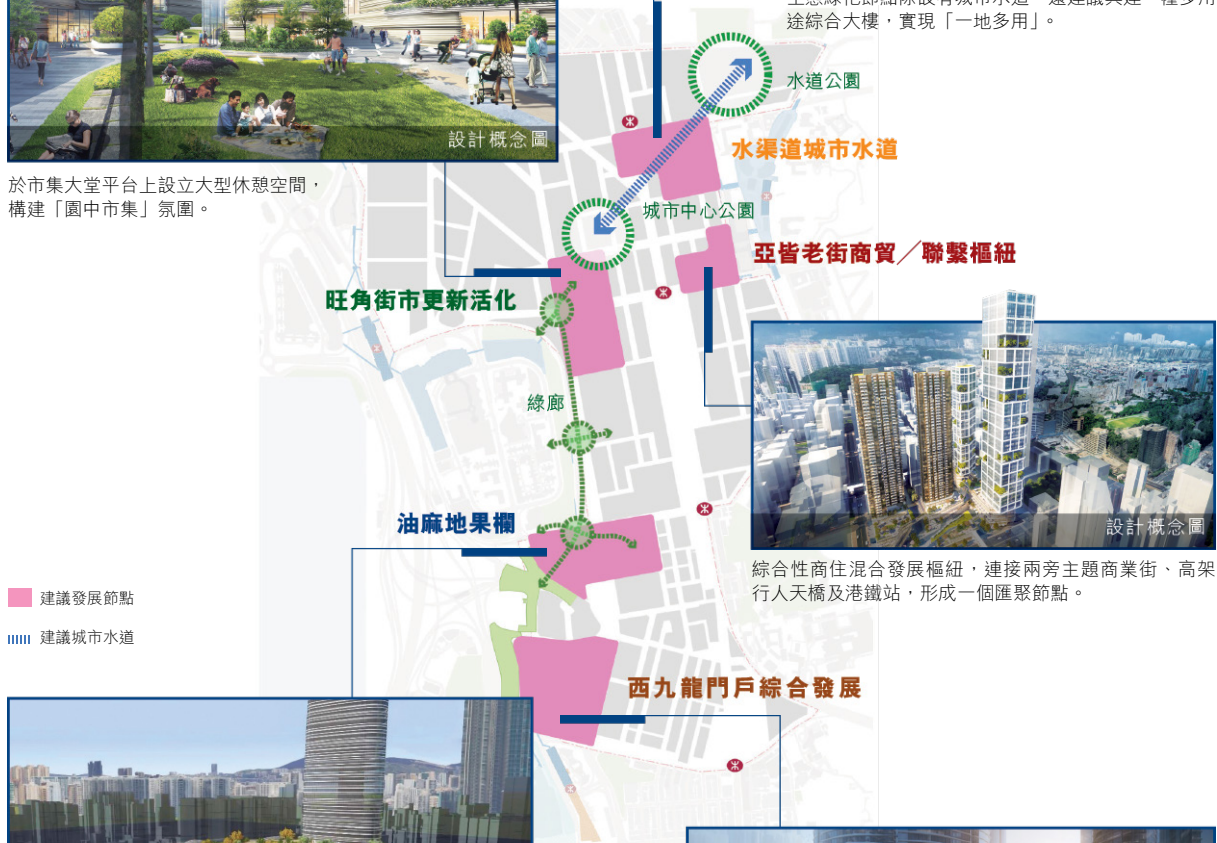 途綜合大樓，實現「一地多用」。
水道公園
設計概念圖
水渠道城市水道
於市集大堂平台上設立大型休憩空間，
構建「園中市集」氛圍。
城市中心公園
亞皆老街商貿／聯繫樞紐
旺角街市更新活化
綠廊
油麻地果欄
設計概念圖
綜合性商住混合發展樞紐，連接兩旁主題商業街、高架
行人天橋及港鐵站，形成一個匯聚節點。
建議發展節點
建議城市水道
西九龍門戶綜合發展